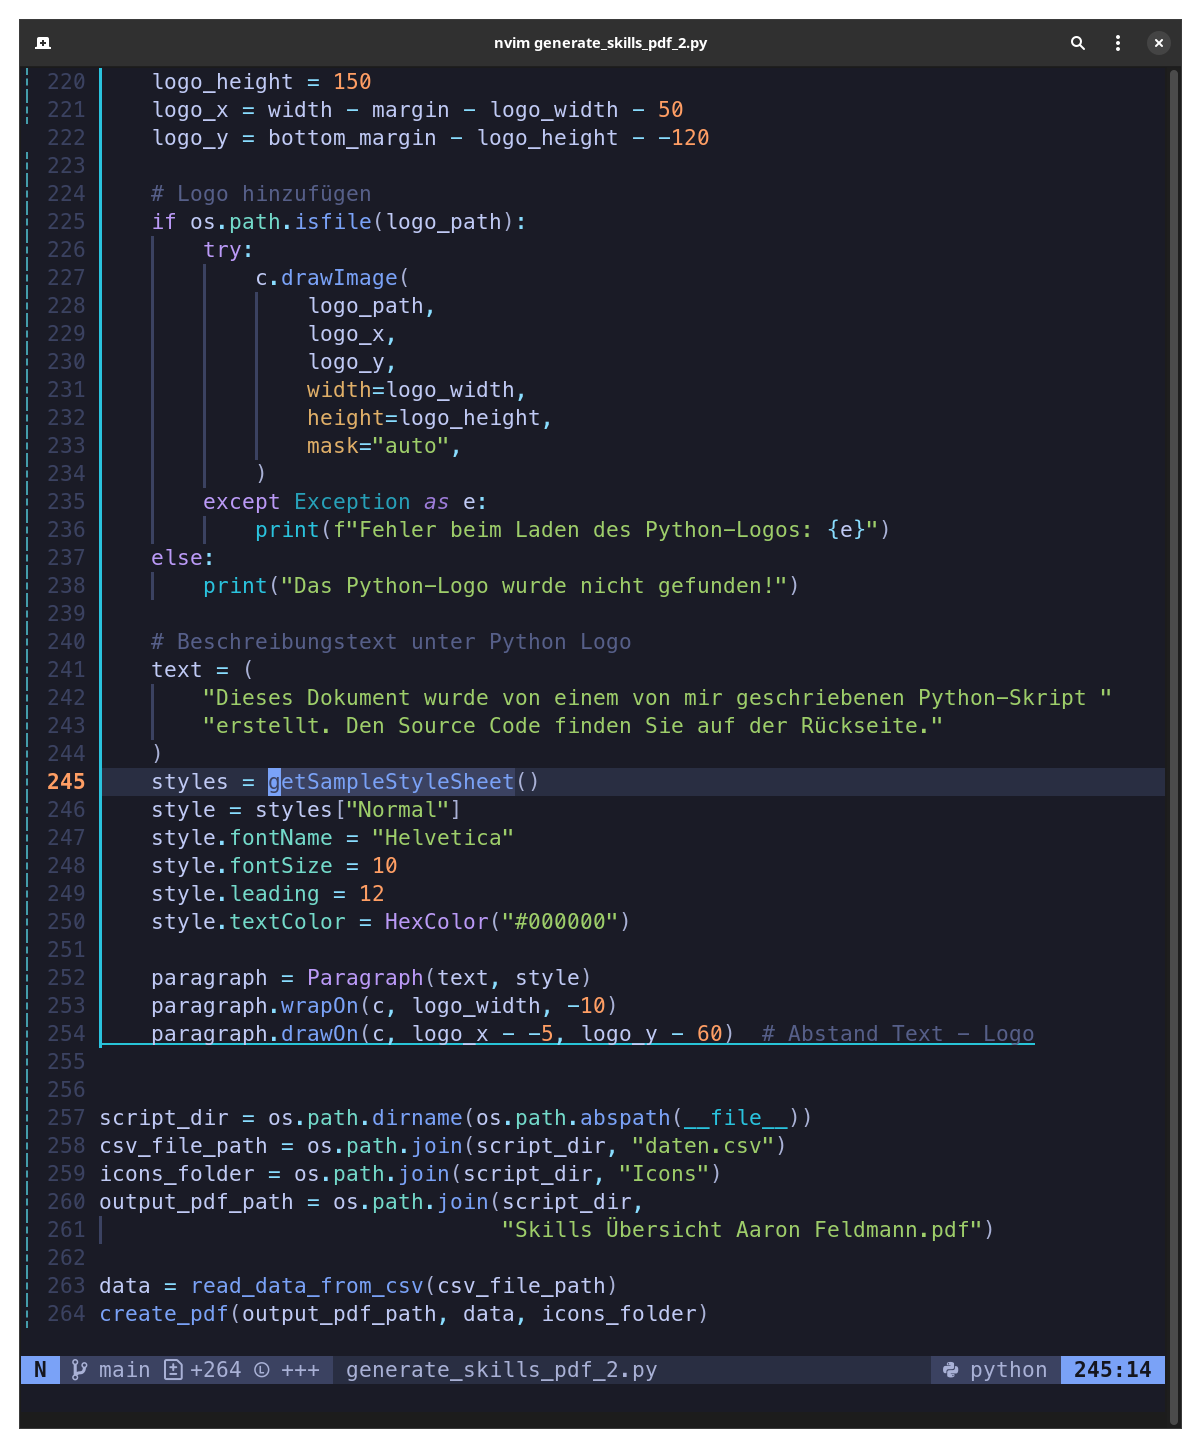 nvim generate_skills_pdf_2.py
220     logo_height = 150
221     logo_x = width - margin - logo_width - 50
222     logo_y = bottom_margin - logo_height - -120
223
224     # Logo hinzufügen
225     if os.path.isfile(logo_path):
226         try:
227             c.drawImage(
228                 logo_path,
229                 logo_x,
230                 logo_y,
231                 width=logo_width,
232                 height=logo_height,
233                 mask="auto",
234             )
235         except Exception as e:
236             print(f"Fehler beim Laden des Python-Logos: {e}")
237     else:
238         print("Das Python-Logo wurde nicht gefunden!")
239
240     # Beschreibungstext unter Python Logo
241     text = (
242         "Dieses Dokument wurde von einem von mir geschriebenen Python-Skript "
243         "erstellt. Den Source Code finden Sie auf der Rückseite."
244     )
245     styles = getSampleStyleSheet()
246     style = styles["Normal"]
247     style.fontName = "Helvetica"
248     style.fontSize = 10
249     style.leading = 12
250     style.textColor = HexColor("#000000")
251
252     paragraph = Paragraph(text, style)
253     paragraph.wrapOn(c, logo_width, -10)
254     paragraph.drawOn(c, logo_x - -5, logo_y - 60)  # Abstand Text - Logo
255
256
257 script_dir = os.path.dirname(os.path.abspath(__file__))
258 csv_file_path = os.path.join(script_dir, "daten.csv")
259 icons_folder = os.path.join(script_dir, "Icons")
260 output_pdf_path = os.path.join(script_dir,
261                                "Skills Übersicht Aaron Feldmann.pdf")
262
263 data = read_data_from_csv(csv_file_path)
264 create_pdf(output_pdf_path, data, icons_folder)
N main +264 Ⓛ +++ generate_skills_pdf_2.py python 245:14